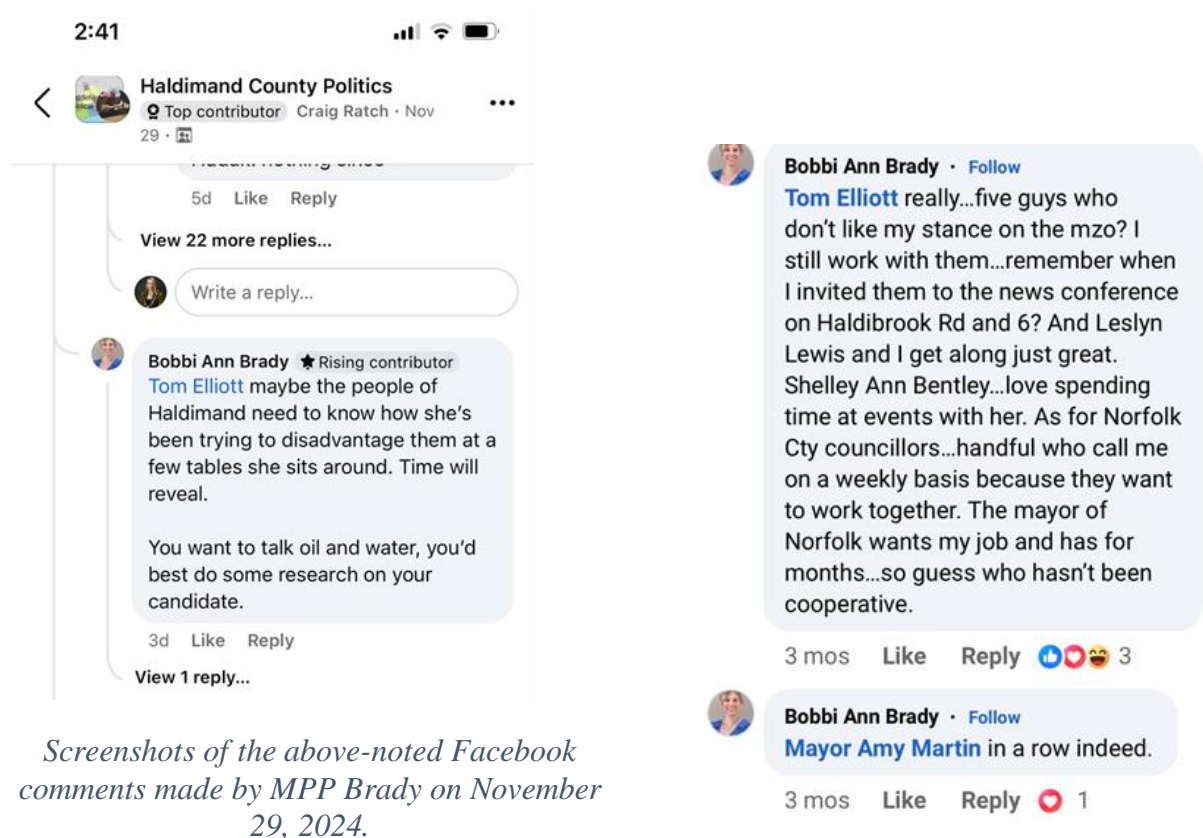 2:41
Haldimand County Politics
Top contributor Craig Ratch · Nov
29 ·
5d Like Reply
View 22 more replies...
Write a reply...
Bobbi Ann Brady Rising contributor
Tom Elliott maybe the people of
Haldimand need to know how she's
been trying to disadvantage them at a
few tables she sits around. Time will
reveal.
You want to talk oil and water, you'd
best do some research on your
candidate.
3d Like Reply
View 1 reply...
Screenshots of the above-noted Facebook
comments made by MPP Brady on November
29, 2024.
Bobbi Ann Brady · Follow
Tom Elliott really...five guys who
don't like my stance on the mzo? I
still work with them...remember when
I invited them to the news conference
on Haldibrook Rd and 6? And Leslyn
Lewis and I get along just great.
Shelley Ann Bentley...love spending
time at events with her. As for Norfolk
Cty councillors...handful who call me
on a weekly basis because they want
to work together. The mayor of
Norfolk wants my job and has for
months...so guess who hasn't been
cooperative.
3 mos Like Reply 3
Bobbi Ann Brady · Follow
Mayor Amy Martin in a row indeed.
3 mos Like Reply 1